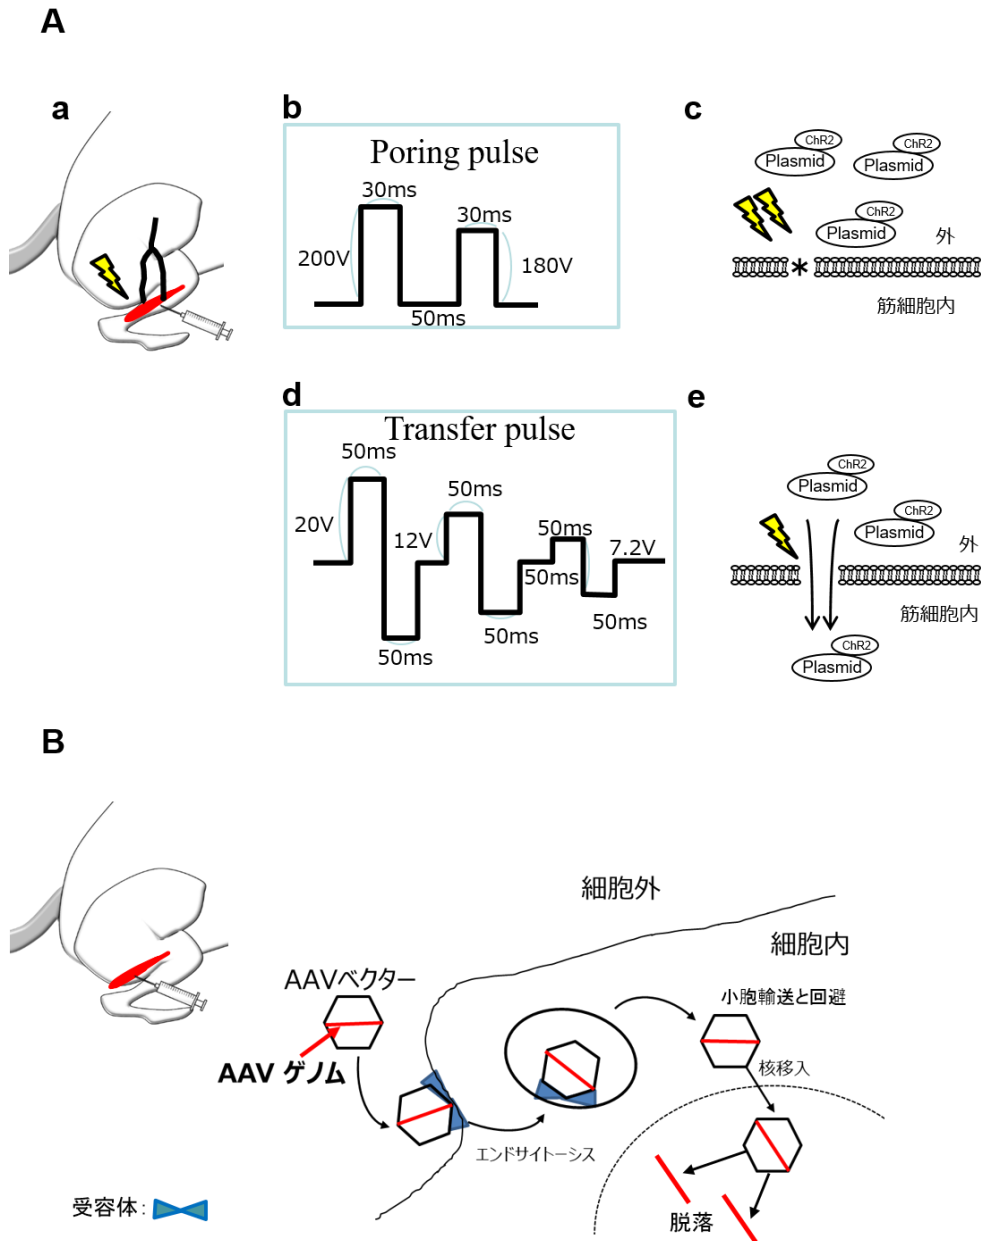 A
a
b
Poring pulse
30ms
30ms
200V
180V
50ms
c
ChR2
Plasmid
ChR2
Plasmid
ChR2
Plasmid
外
*
筋細胞内
d
Transfer pulse
50ms
50ms
50ms
20V
12V
7.2V
50ms
50ms
50ms
50ms
e
ChR2
Plasmid
ChR2
Plasmid
外
筋細胞内
ChR2
Plasmid
B
細胞外
細胞内
AAVベクター
小胞輸送と回避
AAV ゲノム
核移入
エンドサイトーシス
受容体:
脱落